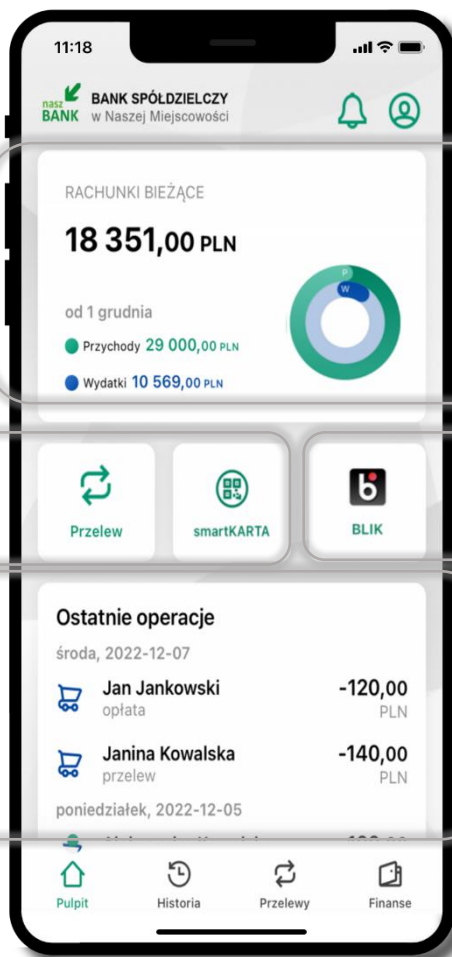 11:18
nasz
BANK
BANK SPÓŁDZIELCZY
w Naszej Miejscowości
RACHUNKI BIEŻĄCE
18 351,00 PLN
od 1 grudnia
Przychody 29 000,00 PLN
Wydatki 10 569,00 PLN
P
W
Przelew
smartKARTA
BLIK
Ostatnie operacje
środa, 2022-12-07
Jan Jankowski -120,00
opłata PLN
Janina Kowalska -140,00
przelew PLN
poniedziałek, 2022-12-05
Pulpit
Historia
Przelewy
Finanse